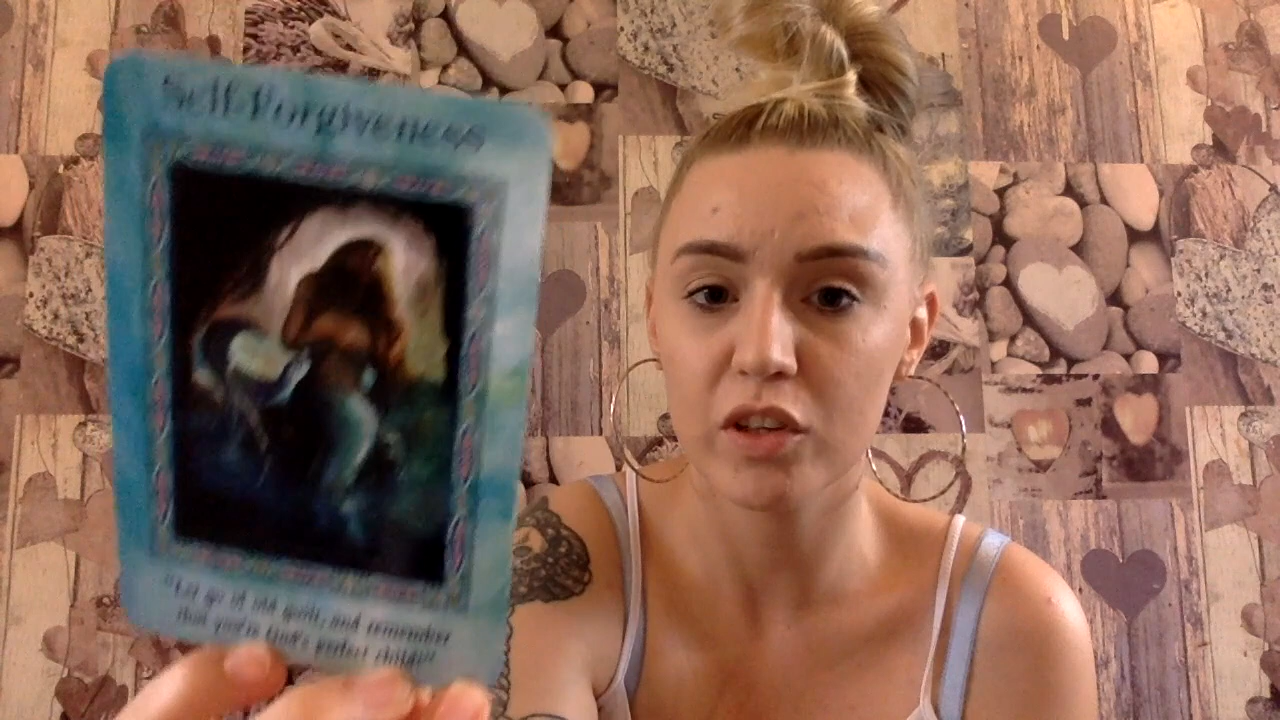 Self-Forgiveness
"Let go of old guilt, and remember
that you're God's perfect child!"